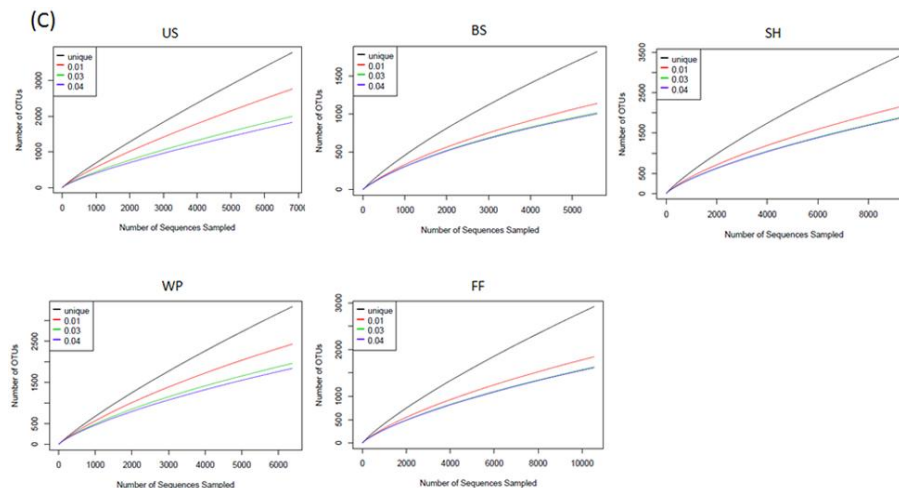 (C)
US
unique
0.01
0.03
0.04
Number of OTUs
0 1000 2000 3000
0 1000 2000 3000 4000 5000 6000 7000
Number of Sequences Sampled
BS
unique
0.01
0.03
0.04
Number of OTUs
0 500 1000 1500
0 1000 2000 3000 4000 5000
Number of Sequences Sampled
SH
unique
0.01
0.03
0.04
Number of OTUs
0 500 1500 2500 3500
0 2000 4000 6000 8000
Number of Sequences Sampled
WP
unique
0.01
0.03
0.04
Number of OTUs
0 500 1500 2500
0 1000 2000 3000 4000 5000 6000
Number of Sequences Sampled
FF
unique
0.01
0.03
0.04
Number of OTUs
0 500 1000 2000 3000
0 2000 4000 6000 8000 10000
Number of Sequences Sampled